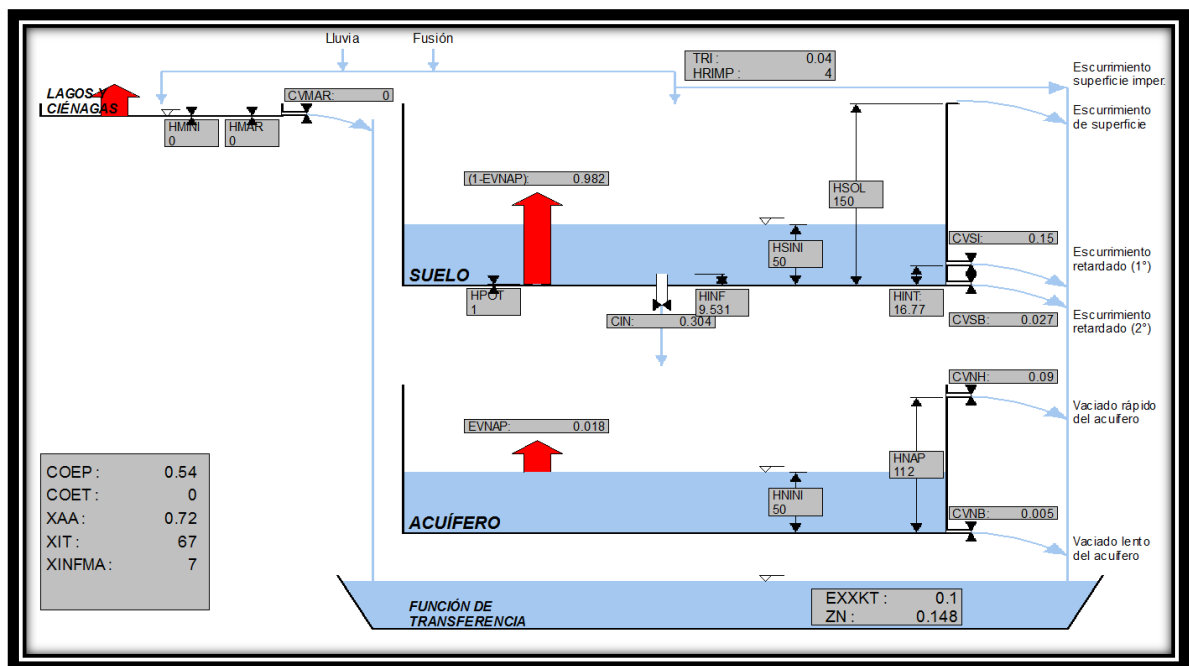 Lluvia
Fusión
TRI : 0.04
HRIMP : 4
Escurrimiento
superficie imper.
LAGOS Y
CIÉNAGAS
CVMAR: 0
HMINI
0
HMAR
0
Escurrimiento
de superficie
(1-EVNAP): 0.982
HSOL
150
HSINI
50
CVSI: 0.15
SUELO
Escurrimiento
retardado (1°)
HPOT
1
HINF
9.531
HINT:
16.77
CIN: 0.304
CVSB: 0.027
Escurrimiento
retardado (2°)
CVNH: 0.09
Vaciado rápido
del acuífero
EVNAP: 0.018
HNAP
112
HNINI
50
ACUÍFERO
CVNB: 0.005
Vaciado lento
del acuífero
COEP: 0.54
COET : 0
XAA : 0.72
XIT : 67
XINFMA : 7
FUNCIÓN DE
TRANSFERENCIA
EXXKT : 0.1
ZN : 0.148